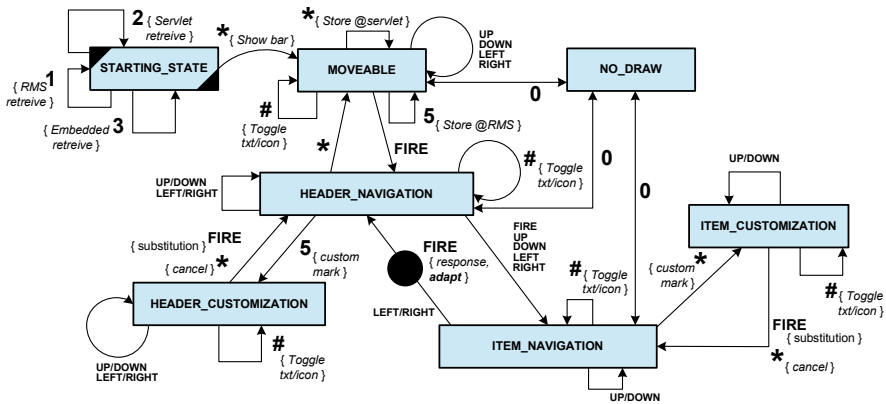 2 { Servlet
retreive }
* { Show bar }
STARTING_STATE
1
{ RMS
retreive }
{ Embedded
retreive } 3
* { Store @servlet }
UP
DOWN
LEFT
RIGHT
MOVEABLE
#
{ Toggle
txt/icon }
5
{ Store @RMS }
0
NO_DRAW
*
FIRE
#
{ Toggle
txt/icon }
0
0
UP/DOWN
LEFT/RIGHT
HEADER_NAVIGATION
UP/DOWN
ITEM_CUSTOMIZATION
{ substitution } FIRE
{ cancel } *
5 { custom
mark }
FIRE
{ response,
adapt }
FIRE
UP
DOWN
LEFT
RIGHT
# { Toggle
txt/icon }
{ custom *
mark }
# { Toggle
txt/icon }
HEADER_CUSTOMIZATION
UP/DOWN
LEFT/RIGHT
#
{ Toggle
txt/icon }
LEFT/RIGHT
ITEM_NAVIGATION
UP/DOWN
FIRE
{ substitution }
* { cancel }